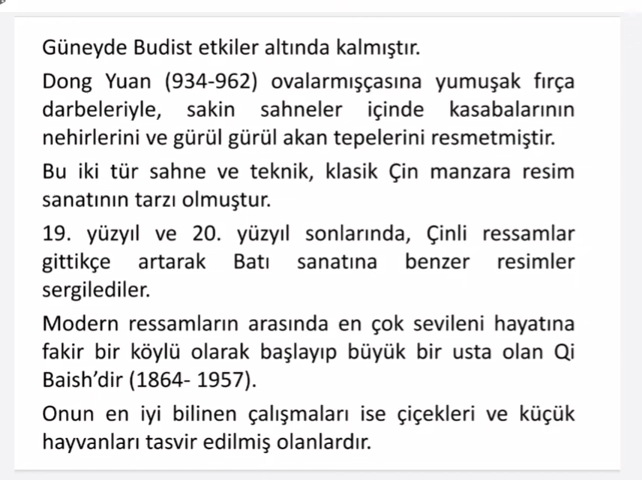 Güneyde Budist etkiler altında kalmıştır.
Dong Yuan (934-962) ovalarmışçasına yumuşak fırça
darbeleriyle, sakin sahneler içinde kasabalarının
nehirlerini ve gürül gürül akan tepelerini resmetmiştir.
Bu iki tür sahne ve teknik, klasik Çin manzara resim
sanatının tarzı olmuştur.
19. yüzyıl ve 20. yüzyıl sonlarında, Çinli ressamlar
gittikçe artarak Batı sanatına benzer resimler
sergilediler.
Modern ressamların arasında en çok sevileni hayatına
fakir bir köylü olarak başlayıp büyük bir usta olan Qi
Baish’dir (1864- 1957).
Onun en iyi bilinen çalışmaları ise çiçekleri ve küçük
hayvanları tasvir edilmiş olanlardır.